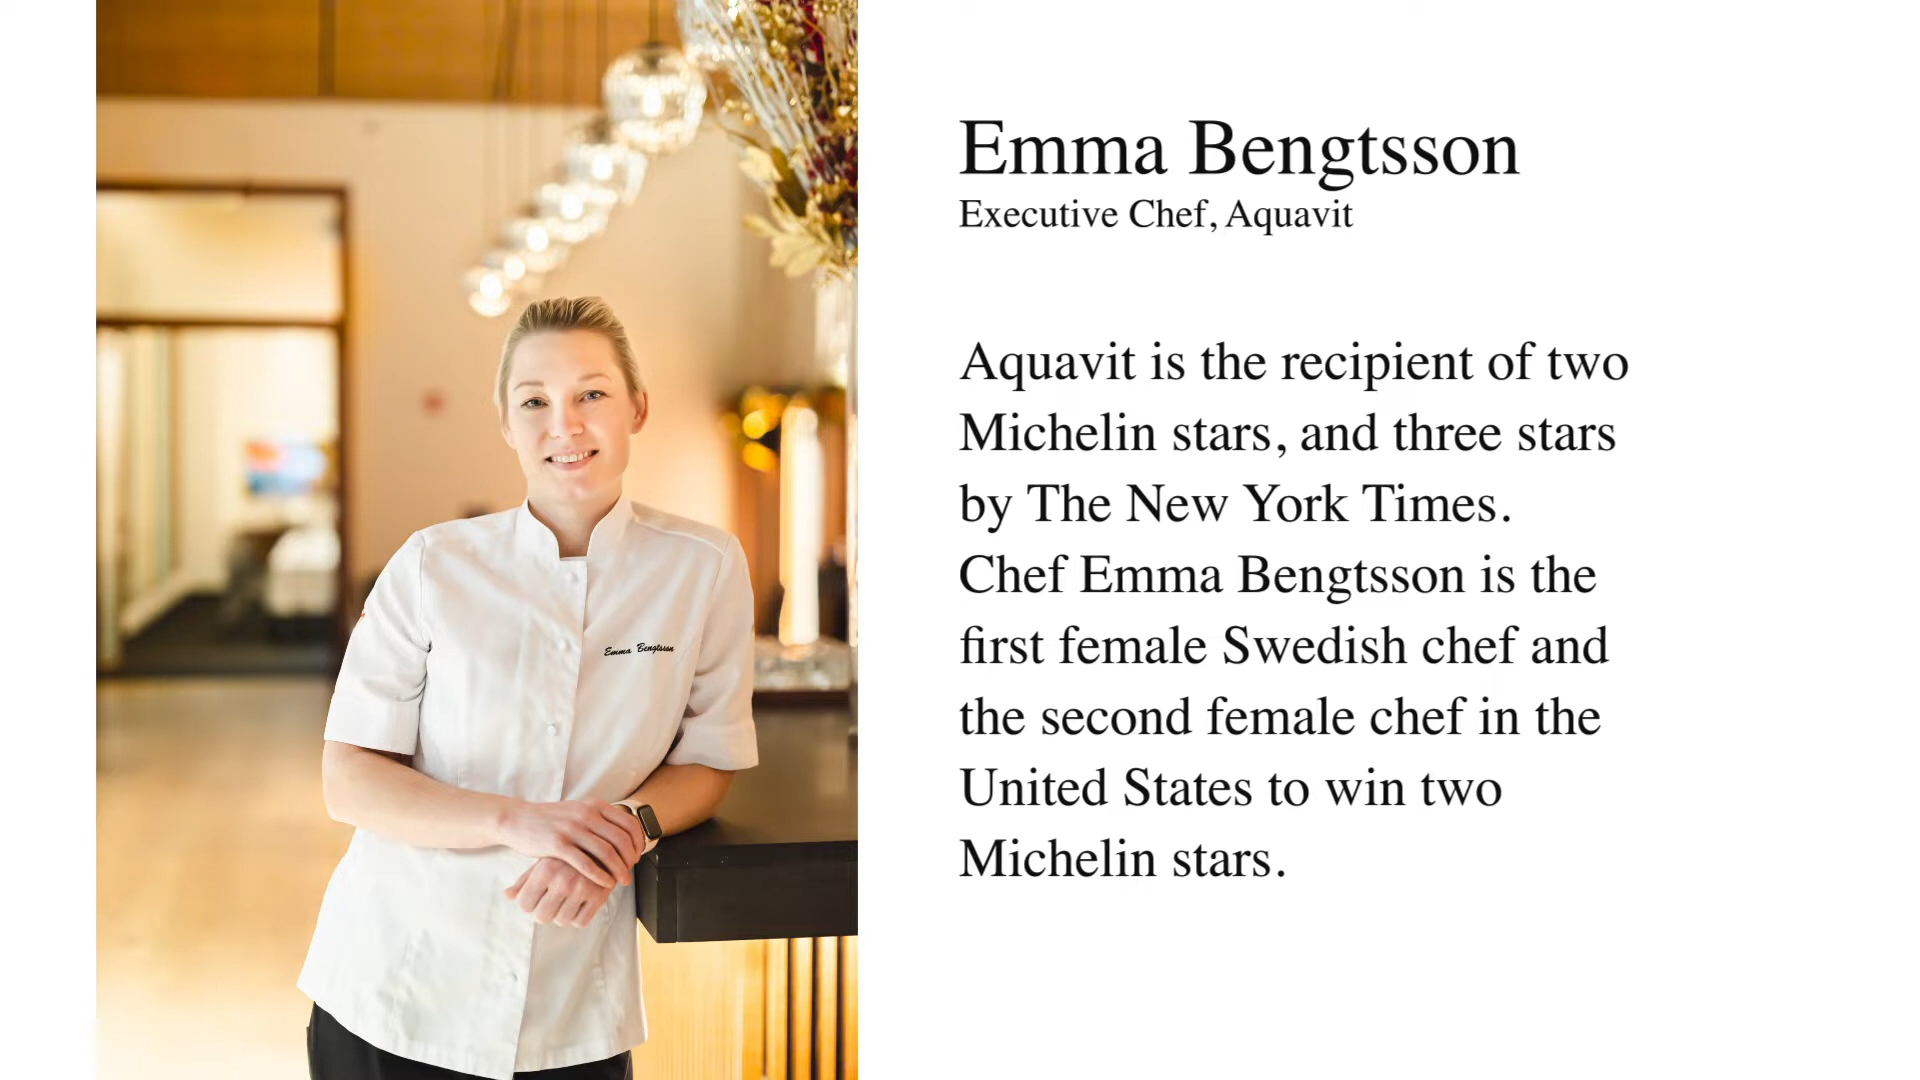 Emma Bengtsson
Executive Chef, Aquavit
Aquavit is the recipient of two
Michelin stars, and three stars
by The New York Times.
Chef Emma Bengtsson is the
first female Swedish chef and
the second female chef in the
United States to win two
Michelin stars.
Emma Bengtsson